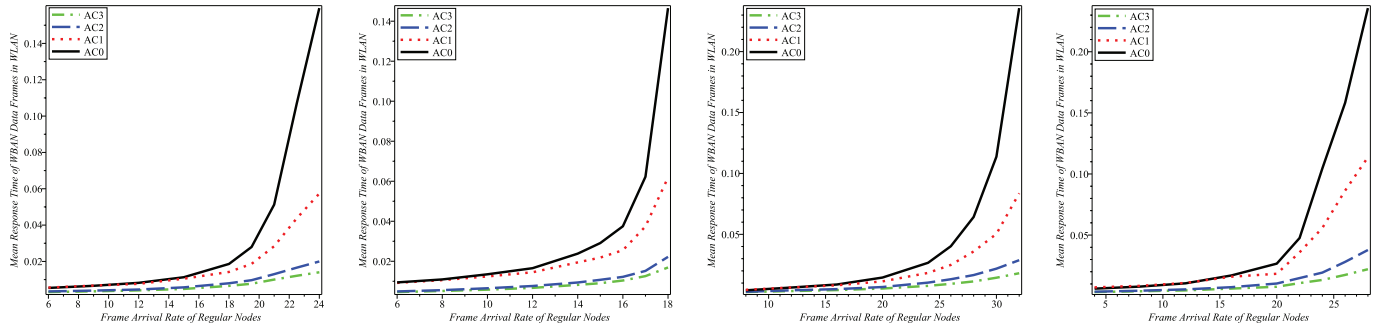 Mean Response Time of WBAN Data Frames in WLAN
0.16
0.14
0.12
0.10
0.08
0.06
0.04
0.02
AC3
AC2
AC1
AC0
6 8 10 12 14 16 18 20 22 24
Frame Arrival Rate of Regular Nodes
Mean Response Time of WBAN Data Frames in WLAN
0.14
0.12
0.10
0.08
0.06
0.04
0.02
AC3
AC2
AC1
AC0
6 8 10 12 14 16 18
Frame Arrival Rate of Regular Nodes
Mean Response Time of WBAN Data Frames in WLAN
0.20
0.15
0.10
0.05
AC3
AC2
AC1
AC0
10 15 20 25 30
Frame Arrival Rate of Regular Nodes
Mean Response Time of WBAN Data Frames in WLAN
0.20
0.15
0.10
0.05
AC3
AC2
AC1
AC0
5 10 15 20 25
Frame Arrival Rate of Regular Nodes